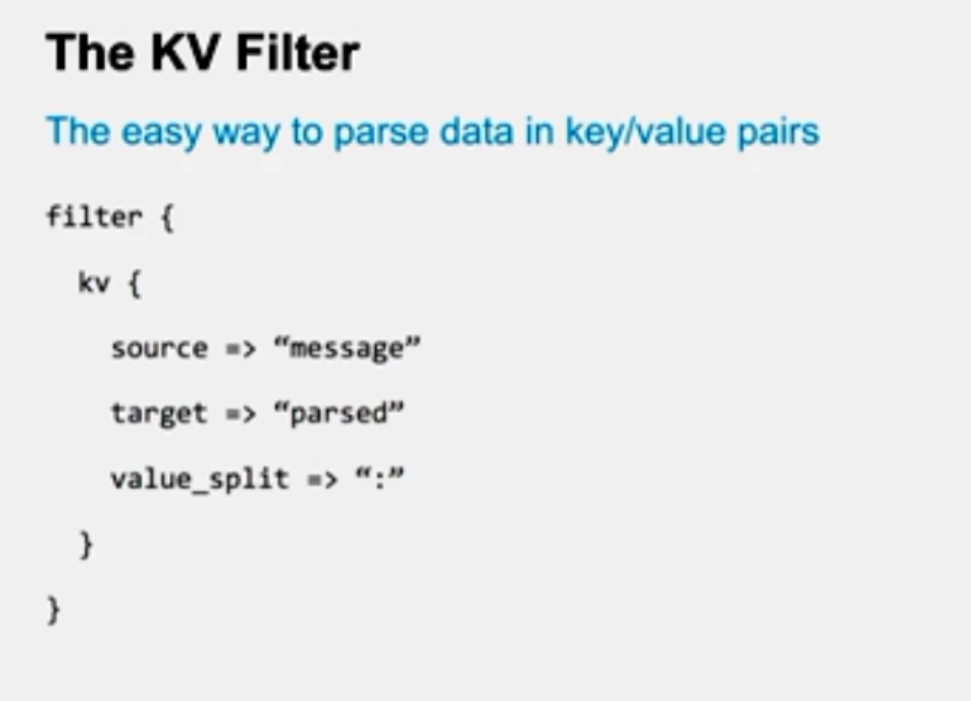 The KV Filter
The easy way to parse data in key/value pairs
filter {
  kv {
    source => “message”
    target => “parsed”
    value_split => “:”
  }
}